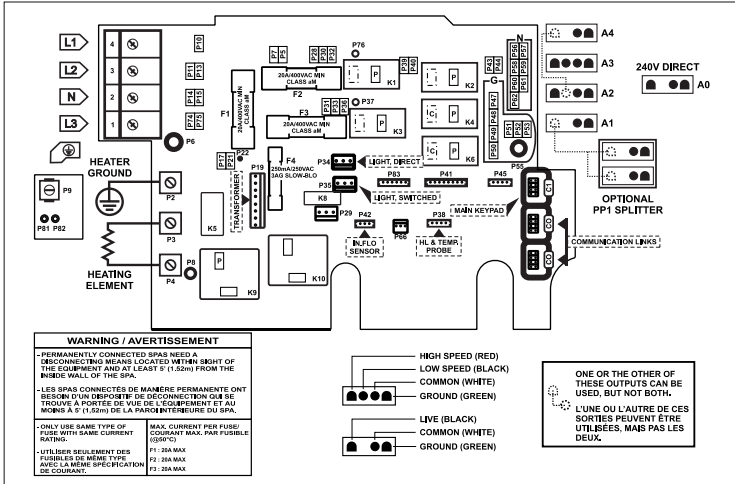 L1
L2
N
L3
4
3
2
1
P10
P11
P13
P14
P15
P74
P75
P6
P7
P5
P28
P30
P32
P76
20A/400VAC MIN
CLASS aM
F2
K1
P
P39
P40
K2
P
P43
P44
N
P56
P57
P58
P59
P60
P61
P62
G
P47
P48
P49
P50
P51
P52
P53
P55
20A/400VAC MIN
CLASS aM
F1
P31
P33
P36
P37
20A/400VAC MIN
CLASS aM
F3
P
K3
C
K4
C
K6
P17
P21
P22
P19
F4
250mA/250VAC
3AG SLOW-BLO
P34
LIGHT, DIRECT
P35
LIGHT, SWITCHED
P83
P41
P45
TRANSFORMER
K5
K8
P29
P42
IN.FLO
SENSOR
P66
P38
HL & TEMP.
PROBE
MAIN KEYPAD
C1
CO
CO
COMMUNICATION LINKS
P
K9
K10
P9
P81 P82
HEATER
GROUND
P2
P3
P8
P4
HEATING
ELEMENT
A4
A3
A2
A1
240V DIRECT
A0
OPTIONAL
PP1 SPLITTER
WARNING / AVERTISSEMENT
- PERMANENTLY CONNECTED SPAS NEED A
DISCONNECTING MEANS LOCATED WITHIN SIGHT OF
THE EQUIPMENT AND AT LEAST 5' (1.52m) FROM THE
INSIDE WALL OF THE SPA.
- LES SPAS CONNECTÉS DE MANIÈRE PERMANENTE ONT
BESOIN D'UN DISPOSITIF DE DÉCONNECTION QUI SE
TROUVE À PORTÉE DE VUE DE L'ÉQUIPEMENT ET AU
MOINS À 5' (1,52m) DE LA PAROI INTÉRIEURE DU SPA.
- ONLY USE SAME TYPE OF
FUSE WITH SAME CURRENT
RATING.
- UTILISER SEULEMENT DES
FUSIBLES DE MÊME TYPE
AVEC LA MÊME SPÉCIFICATION
DE COURANT.
MAX. CURRENT PER FUSE/
COURANT MAX. PAR FUSIBLE
(@50°C)
F1 : 20A MAX
F2 : 20A MAX
F3 : 20A MAX
HIGH SPEED (RED)
LOW SPEED (BLACK)
COMMON (WHITE)
GROUND (GREEN)
LIVE (BLACK)
COMMON (WHITE)
GROUND (GREEN)
ONE OR THE OTHER OF
THESE OUTPUTS CAN BE
USED, BUT NOT BOTH.
L'UNE OU L'AUTRE DE CES
SORTIES PEUVENT ÊTRE
UTILISÉES, MAIS PAS LES
DEUX.